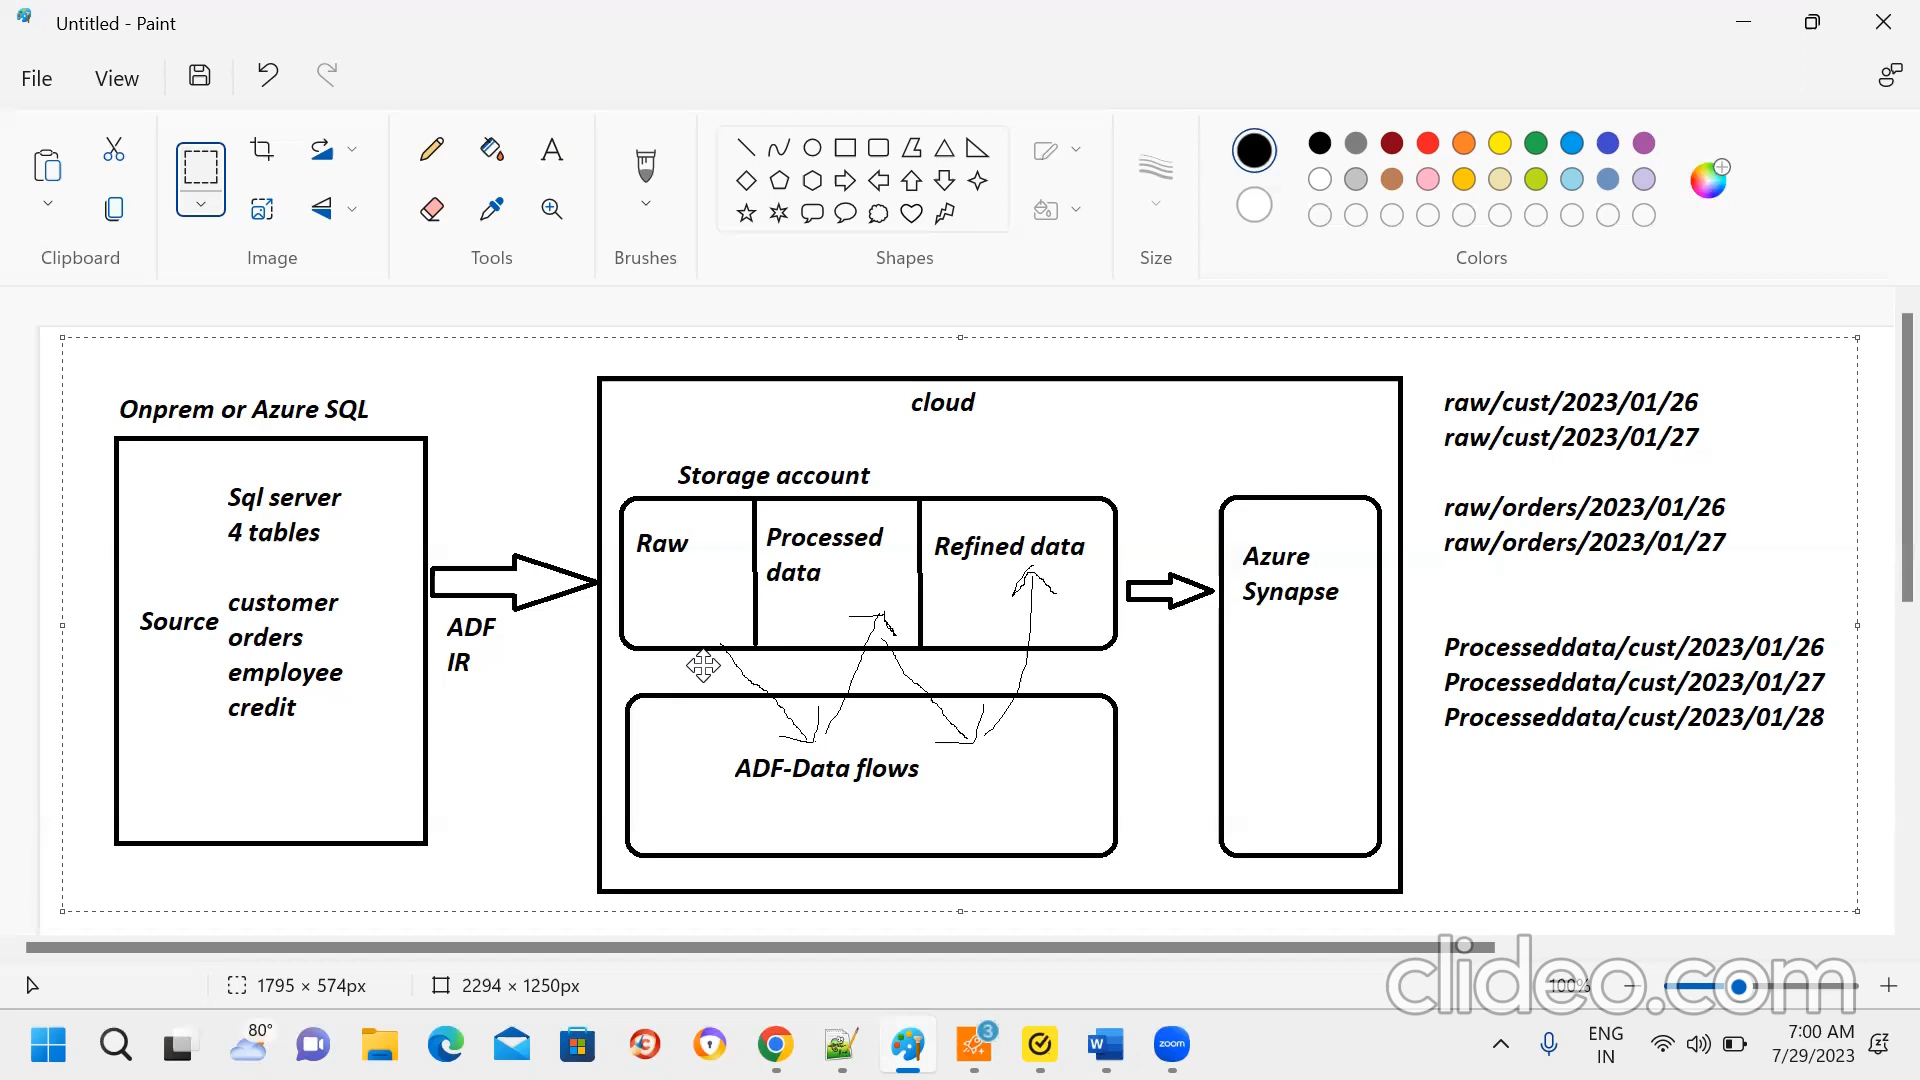 Untitled - Paint
File
View
Clipboard
Image
Tools
Brushes
Shapes
Size
Colors
Onprem or Azure SQL
cloud
raw/cust/2023/01/26
raw/cust/2023/01/27
raw/orders/2023/01/26
raw/orders/2023/01/27
Processeddata/cust/2023/01/26
Processeddata/cust/2023/01/27
Processeddata/cust/2023/01/28
Sql server
4 tables
Source
customer
orders
employee
credit
ADF
IR
Storage account
Raw
Processed
data
Refined data
ADF-Data flows
Azure
Synapse
1795 × 574px
2294 × 1250px
100%
clideo.com
80°
3
zoom
ENG
IN
7:00 AM
7/29/2023